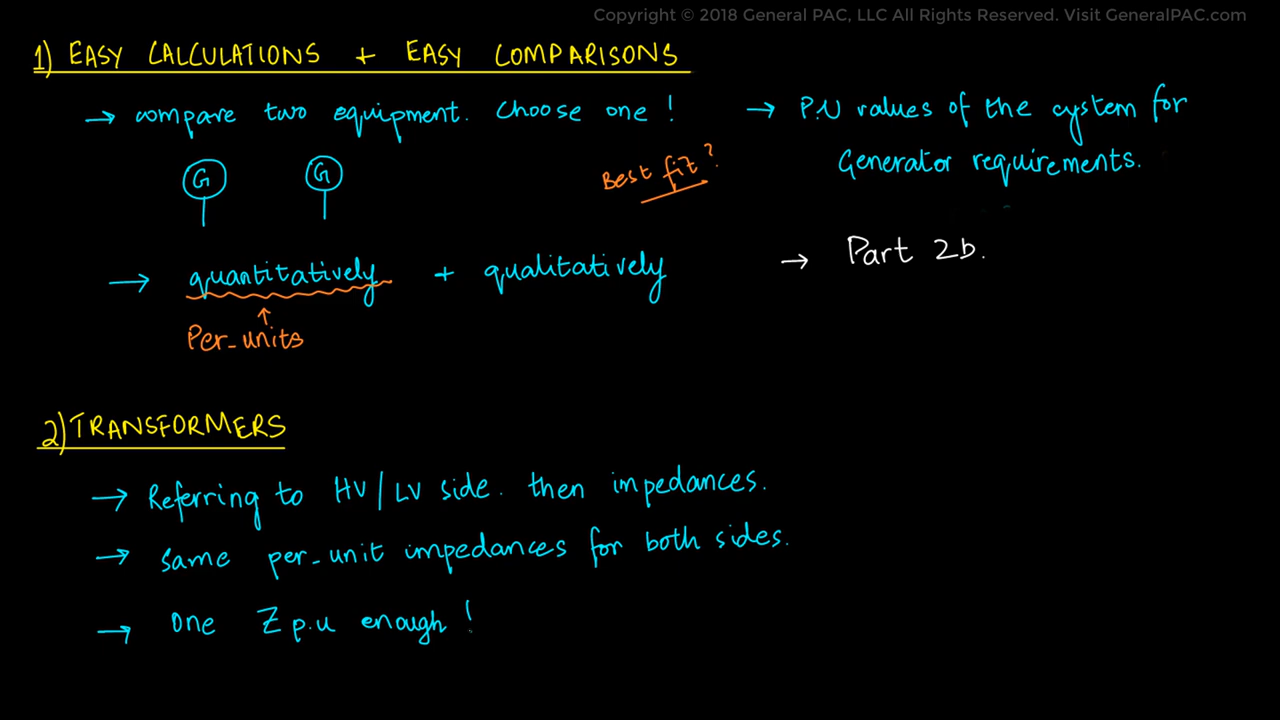 Copyright © 2018 General PAC, LLC All Rights Reserved. Visit GeneralPAC.com
1) EASY CALCULATIONS + EASY COMPARISONS
→ compare two equipment. Choose one !
G G
Best fit?
→ quantitatively + qualitatively
↑
Per-units
→ P.U values of the system for
Generator requirements.
→ Part 2b.
2) TRANSFORMERS
→ Referring to HV/LV side. then impedances.
→ same per-unit impedances for both sides.
→ One Z p.u enough !